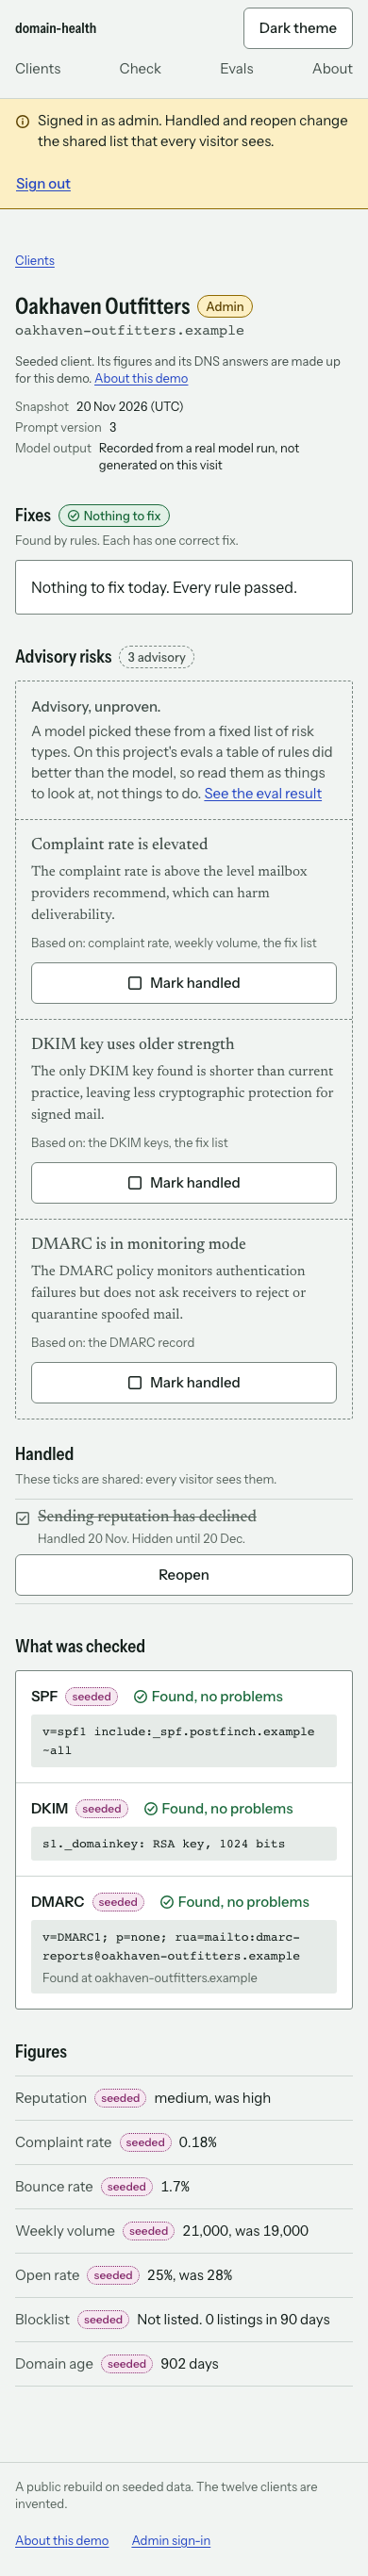 domain-health
Dark theme
Clients
Check
Evals
About
Signed in as admin. Handled and reopen change
the shared list that every visitor sees.
Sign out
Clients
Oakhaven Outfitters
Admin
oakhaven-outfitters.example
Seeded client. Its figures and its DNS answers are made up
for this demo. About this demo
Snapshot 20 Nov 2026 (UTC)
Prompt version 3
Model output Recorded from a real model run, not
generated on this visit
Fixes
Nothing to fix
Found by rules. Each has one correct fix.
Nothing to fix today. Every rule passed.
Advisory risks
3 advisory
Advisory, unproven.
A model picked these from a fixed list of risk
types. On this project's evals a table of rules did
better than the model, so read them as things
to look at, not things to do. See the eval result
Complaint rate is elevated
The complaint rate is above the level mailbox
providers recommend, which can harm
deliverability.
Based on: complaint rate, weekly volume, the fix list
Mark handled
DKIM key uses older strength
The only DKIM key found is shorter than current
practice, leaving less cryptographic protection for
signed mail.
Based on: the DKIM keys, the fix list
Mark handled
DMARC is in monitoring mode
The DMARC policy monitors authentication
failures but does not ask receivers to reject or
quarantine spoofed mail.
Based on: the DMARC record
Mark handled
Handled
These ticks are shared: every visitor sees them.
Sending reputation has declined
Handled 20 Nov. Hidden until 20 Dec.
Reopen
What was checked
SPF seeded Found, no problems
v=spf1 include:_spf.postfinch.example
~all
DKIM seeded Found, no problems
s1._domainkey: RSA key, 1024 bits
DMARC seeded Found, no problems
v=DMARC1; p=none; rua=mailto:dmarc-
reports@oakhaven-outfitters.example
Found at oakhaven-outfitters.example
Figures
Reputation seeded medium, was high
Complaint rate seeded 0.18%
Bounce rate seeded 1.7%
Weekly volume seeded 21,000, was 19,000
Open rate seeded 25%, was 28%
Blocklist seeded Not listed. 0 listings in 90 days
Domain age seeded 902 days
A public rebuild on seeded data. The twelve clients are
invented.
About this demo
Admin sign-in